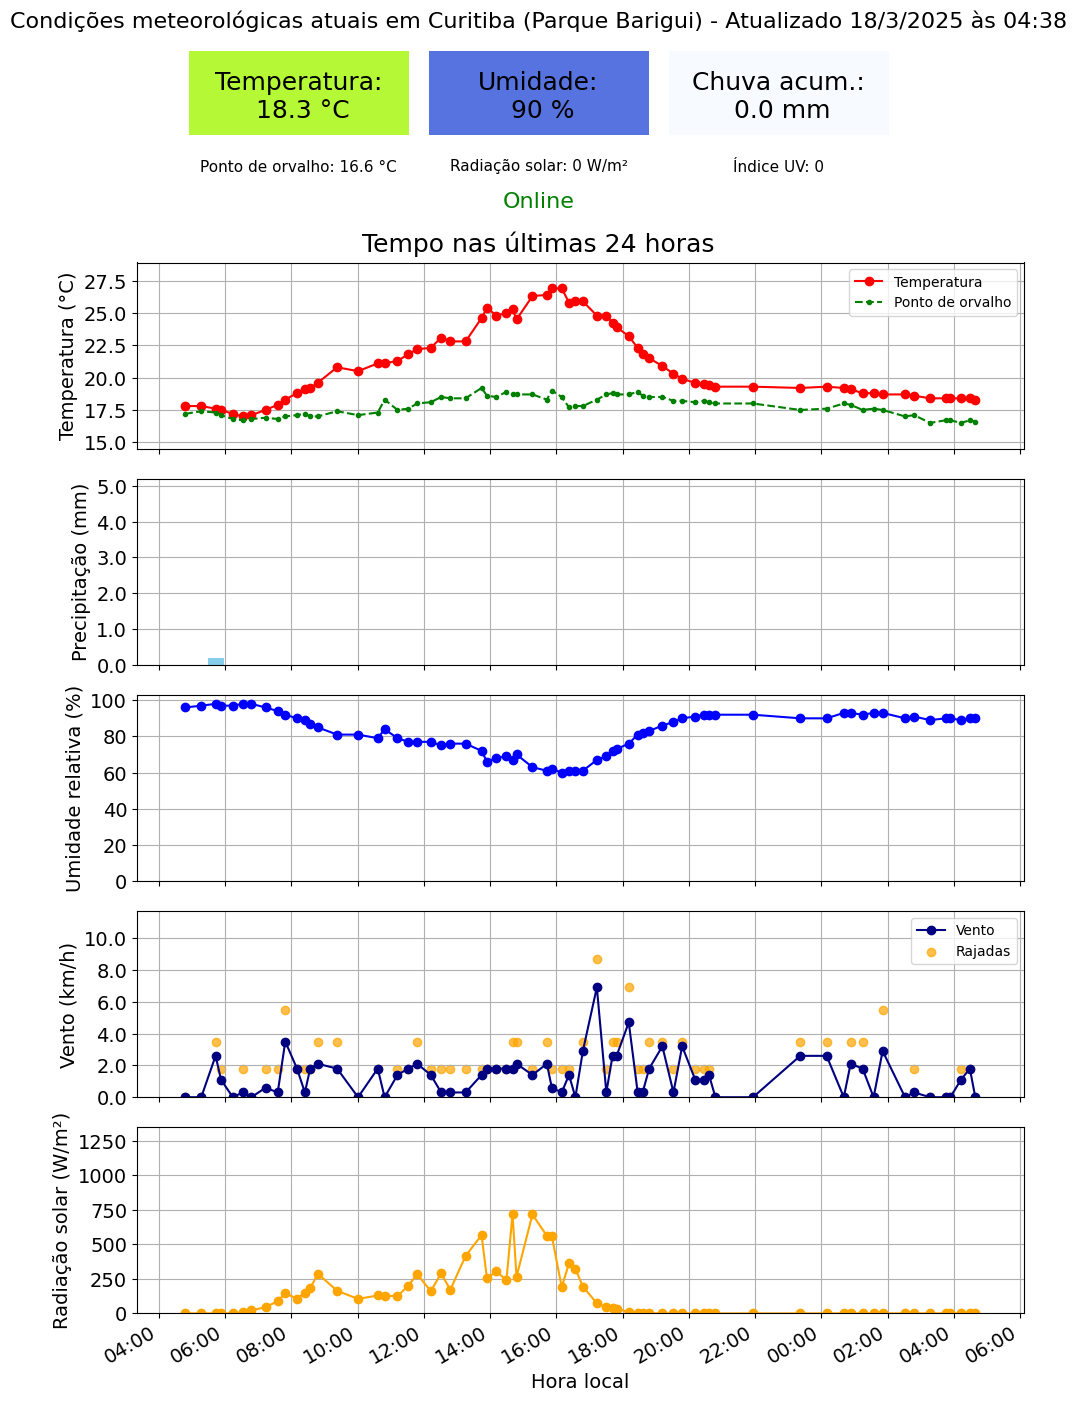 Condições meteorológicas atuais em Curitiba (Parque Barigui) - Atualizado 18/3/2025 às 04:38
Temperatura:
18.3 °C
Umidade:
90 %
Chuva acum.:
0.0 mm
Ponto de orvalho: 16.6 °C
Radiação solar: 0 W/m²
Índice UV: 0
Online
Tempo nas últimas 24 horas
Temperatura (°C)
27.5
25.0
22.5
20.0
17.5
15.0
Temperatura
Ponto de orvalho
Precipitação (mm)
5.0
4.0
3.0
2.0
1.0
0.0
Umidade relativa (%)
100
80
60
40
20
0
Vento (km/h)
10.0
8.0
6.0
4.0
2.0
0.0
Vento
Rajadas
Radiação solar (W/m²)
1250
1000
750
500
250
0
04:00
06:00
08:00
10:00
12:00
14:00
16:00
18:00
20:00
22:00
00:00
02:00
04:00
06:00
Hora local